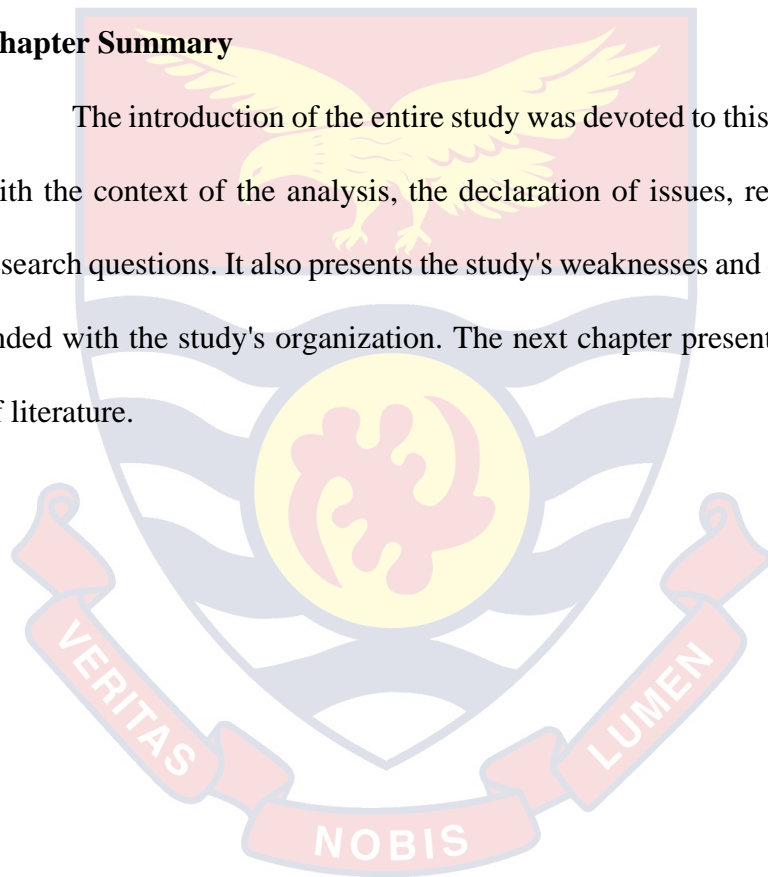 hapter Summary
The introduction of the entire study was devoted to this
ith the context of the analysis, the declaration of issues, re
search questions. It also presents the study's weaknesses and
nded with the study's organization. The next chapter present
f literature.
VERITAS
NOBIS
LUMEN